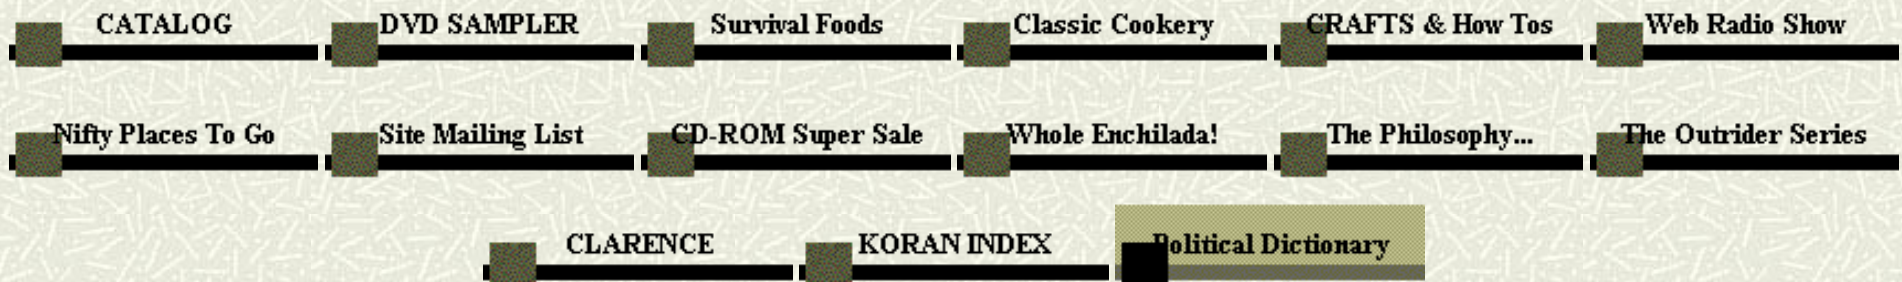 CATALOG DVD SAMPLER Survival Foods Classic Cookery CRAFTS & How Tos Web Radio Show
Nifty Places To Go Site Mailing List CD-ROM Super Sale Whole Enchilada! The Philosophy... The Outrider Series
CLARENCE KORAN INDEX Political Dictionary